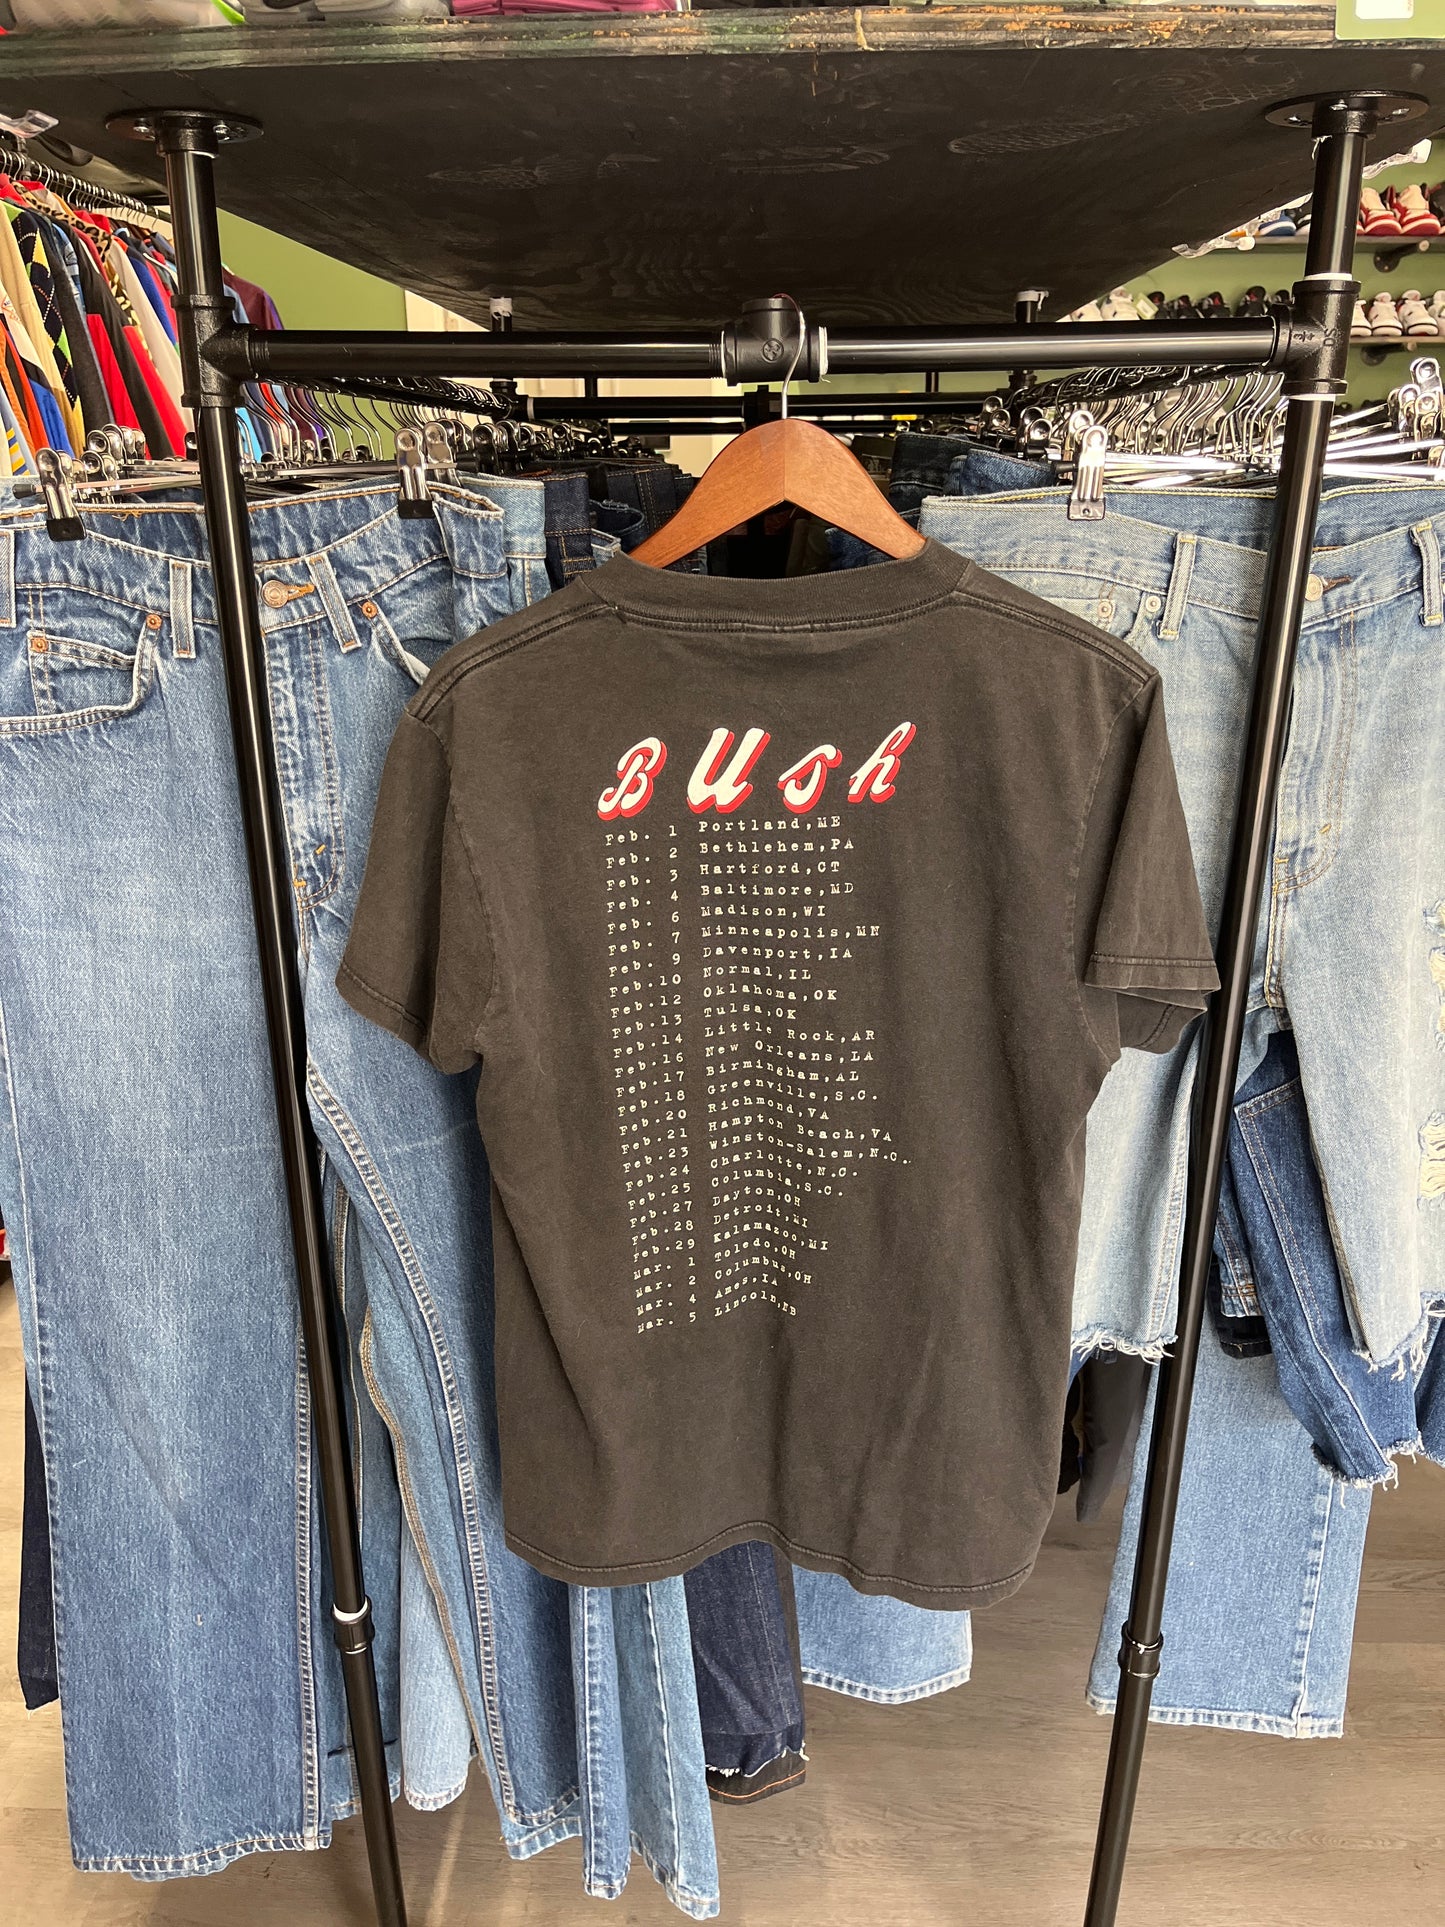 Bush
Feb. 1 Portland,ME
Feb. 2 Bethlehem,PA
Feb. 3 Hartford,CT
Feb. 4 Baltimore,MD
Feb. 6 Madison,WI
Feb. 7 Minneapolis,MN
Feb. 9 Davenport,IA
Feb.10 Normal,IL
Feb.12 Oklahoma,OK
Feb.13 Tulsa,OK
Feb.14 Little Rock,AR
Feb.16 New Orleans,LA
Feb.17 Birmingham,AL
Feb.18 Greenville,S.C.
Feb.20 Richmond,VA
Feb.21 Hampton Beach,VA
Feb.23 Winston-Salem,N.C.
Feb.24 Charlotte,N.C.
Feb.25 Columbia,S.C.
Feb.27 Dayton,OH
Feb.28 Detroit,MI
Feb.29 Kalamazoo,MI
Mar. 1 Toledo,OH
Mar. 2 Columbus,OH
Mar. 4 Ames,IA
Mar. 5 Lincoln,NB